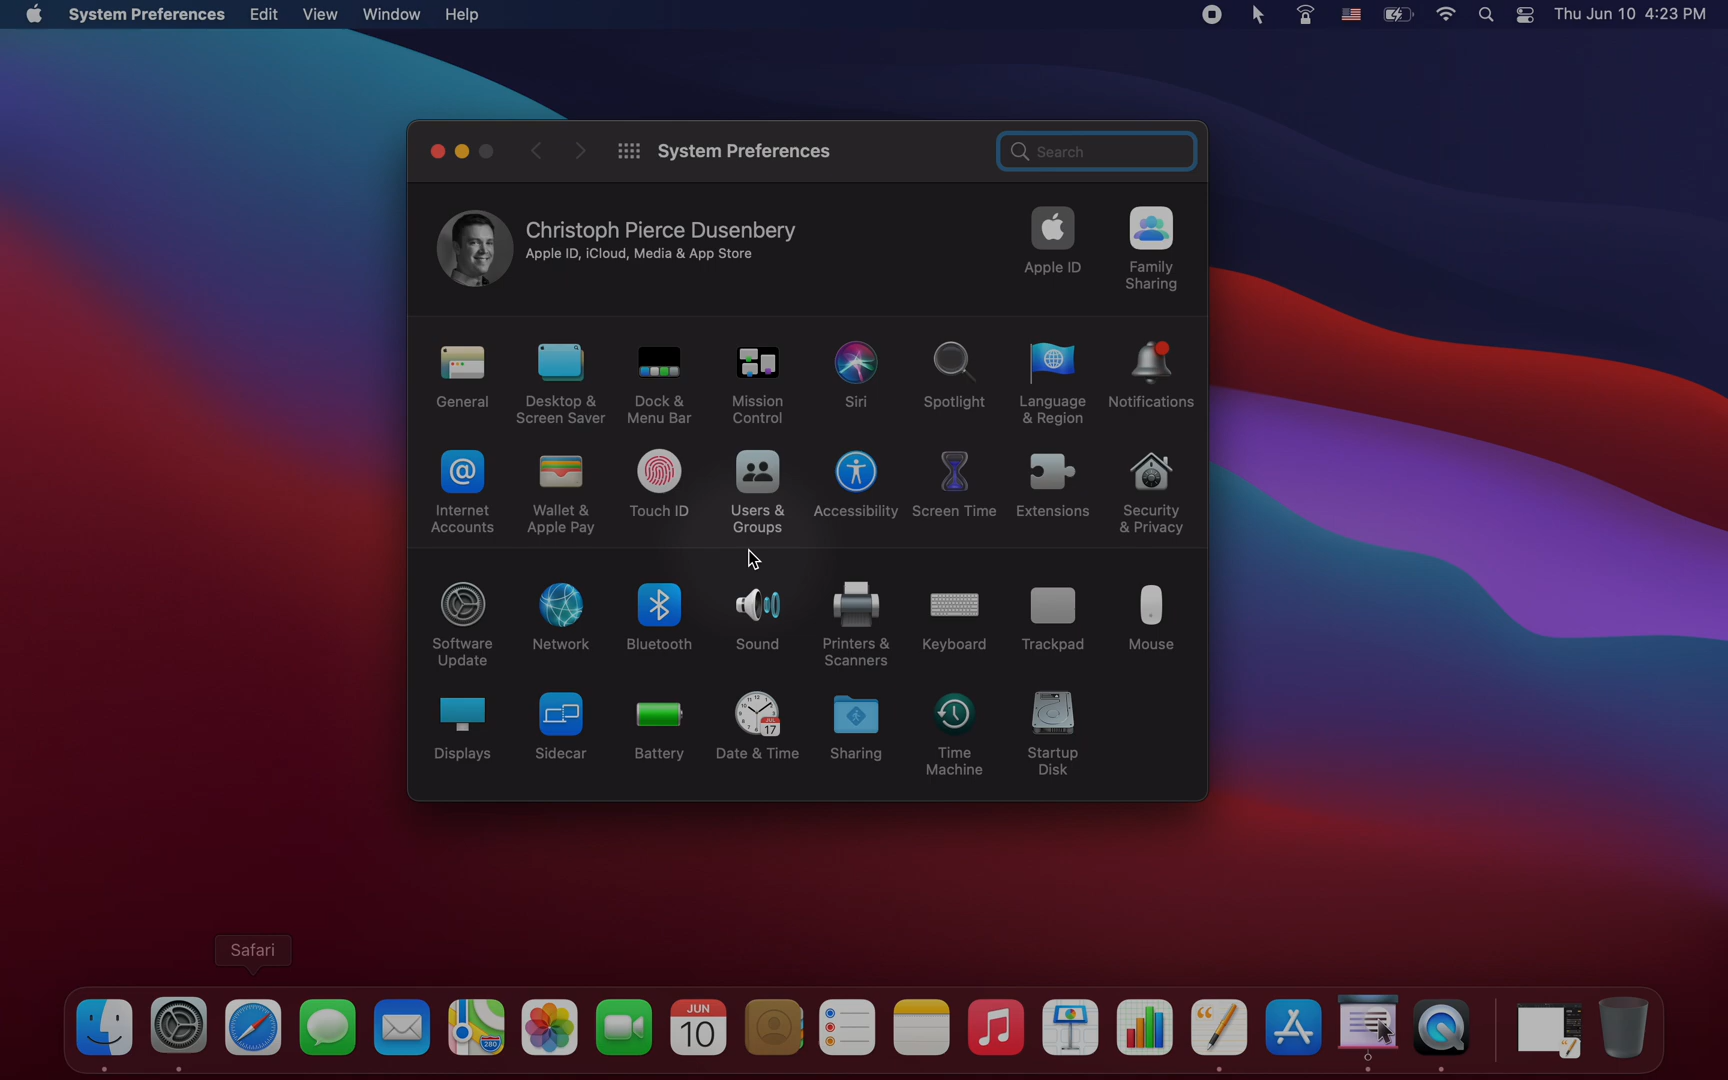 System Preferences Edit View Window Help Thu Jun 10 4:23 PM
System Preferences
Search
Christoph Pierce Dusenbery
Apple ID, iCloud, Media & App Store
Apple ID
Family
Sharing
General
Desktop &
Screen Saver
Dock &
Menu Bar
Mission
Control
Siri
Spotlight
Language
& Region
Notifications
Internet
Accounts
Wallet &
Apple Pay
Touch ID
Users &
Groups
Accessibility
Screen Time
Extensions
Security
& Privacy
Software
Update
Network
Bluetooth
Sound
Printers &
Scanners
Keyboard
Trackpad
Mouse
Displays
Sidecar
Battery
Date & Time
Sharing
Time
Machine
Startup
Disk
Safari
JUN
10